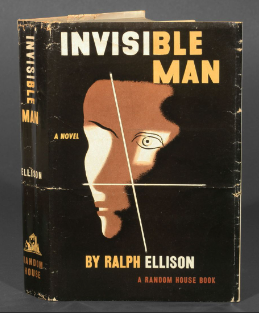 INVISIBLE
MAN
A NOVEL
BY RALPH ELLISON
A RANDOM HOUSE BOOK
INVISIBLE
MAN
ELLISON
RANDOM
HOUSE